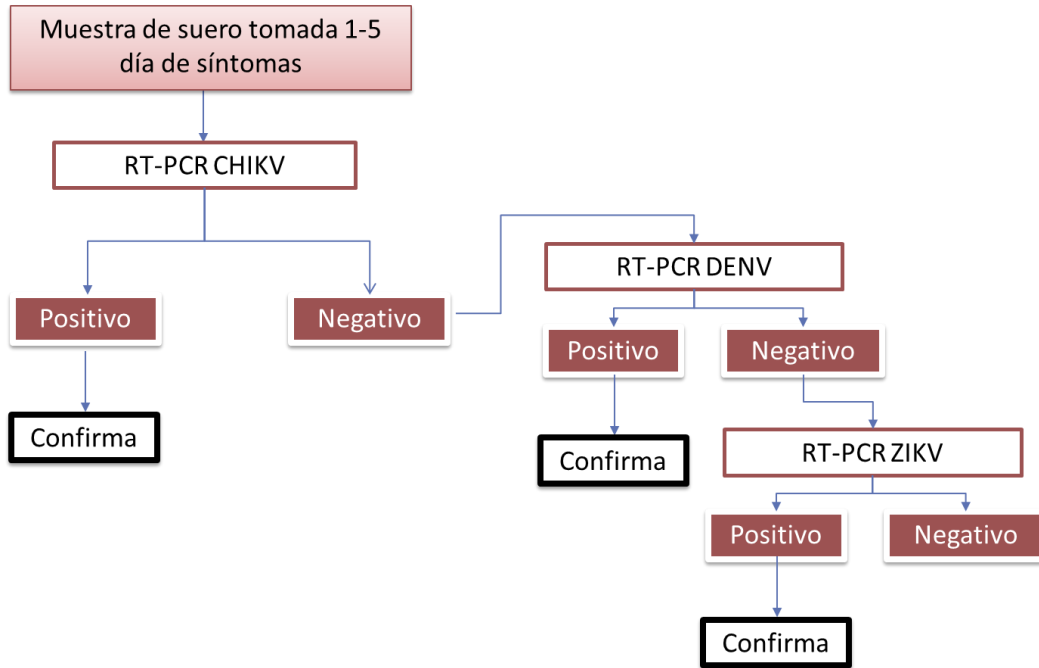 Muestra de suero tomada 1-5
día de síntomas
RT-PCR CHIKV
Positivo
Negativo
Confirma
RT-PCR DENV
Positivo
Negativo
Confirma
RT-PCR ZIKV
Positivo
Negativo
Confirma